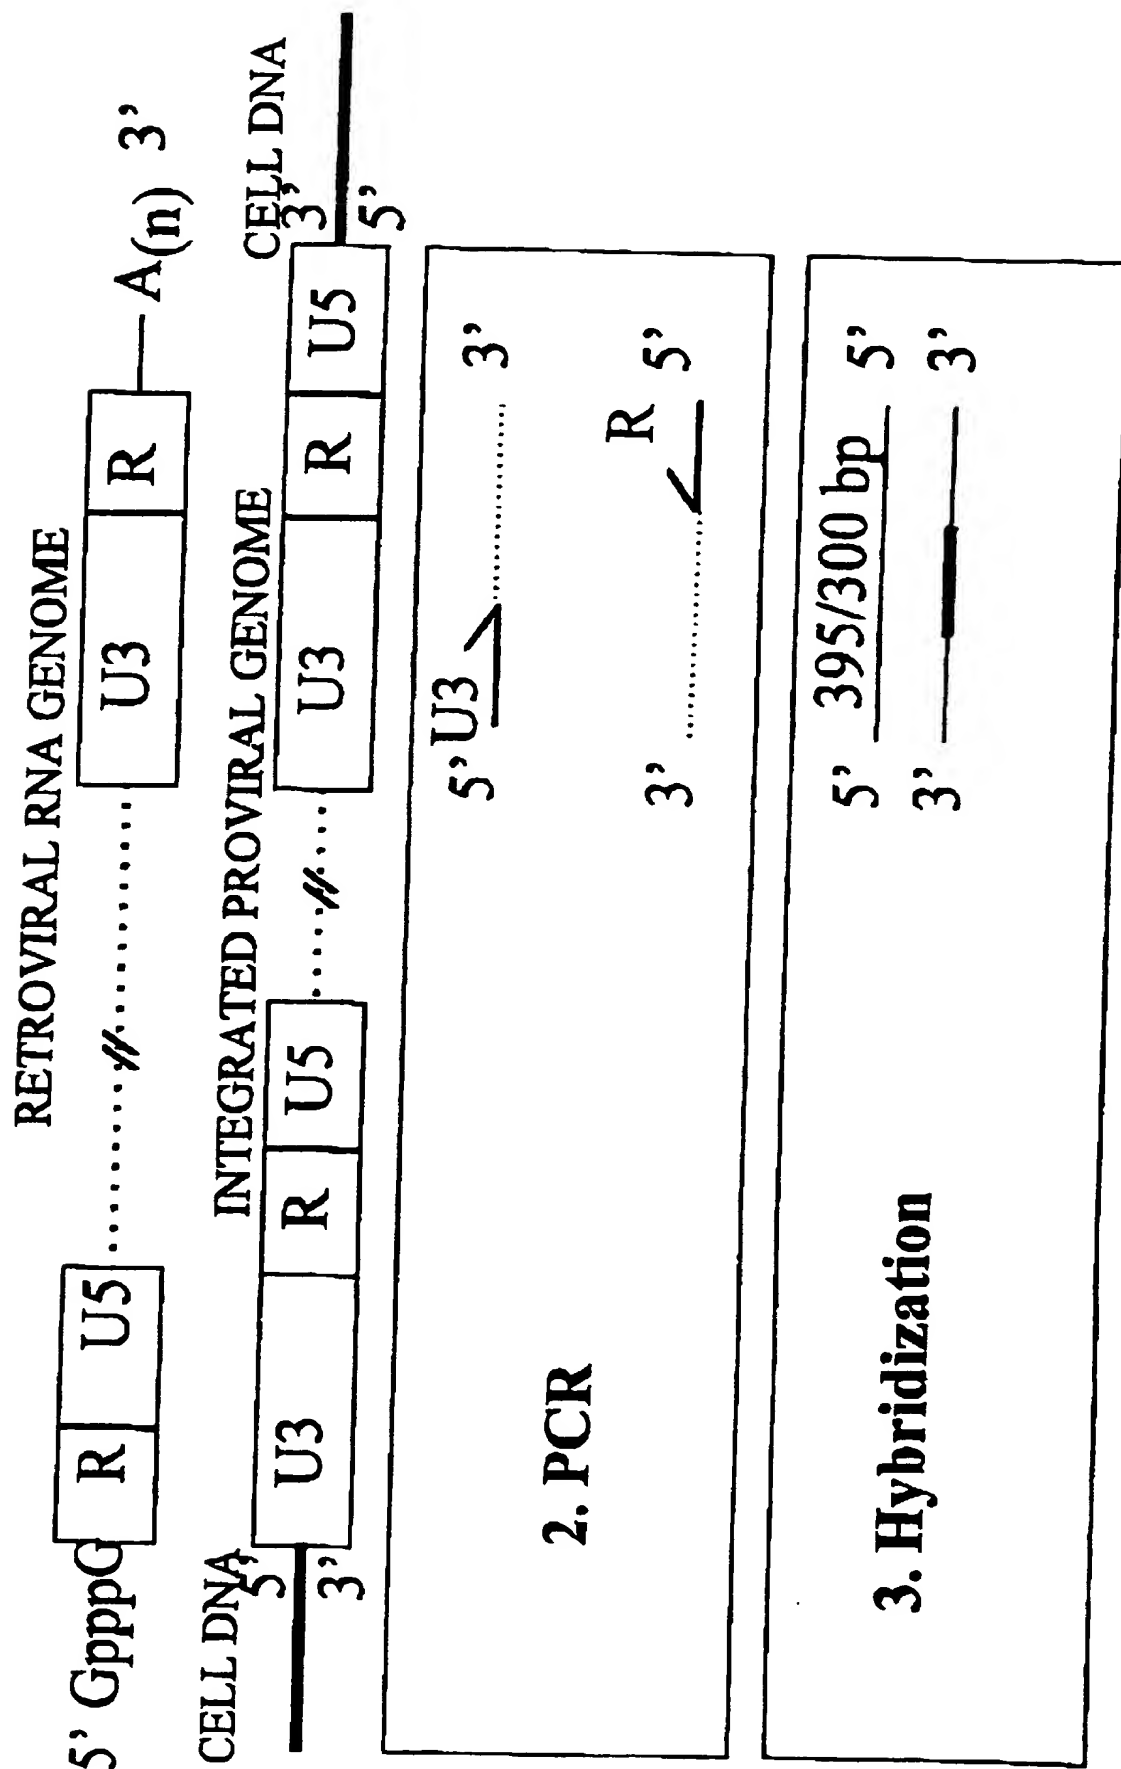 RETROVIRAL RNA GENOME
5' GpppG R U5 U3 R A(n) 3'
INTEGRATED PROVIRAL GENOME
CELL DNA CELL DNA
5' 3'
U3 R U5 U3 R U5
3' 5'
5' U3 3'
2. PCR
R
3' 5'
395/300 bp
5' 5'
3. Hybridization
3' 3'